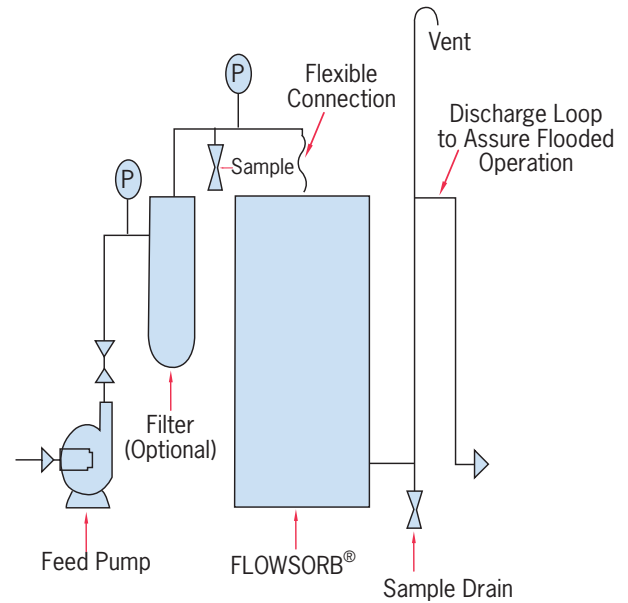 Vent
P
Flexible
Connection
Discharge Loop
to Assure Flooded
Operation
Sample
P
Filter
(Optional)
Feed Pump
FLOWSORB®
Sample Drain